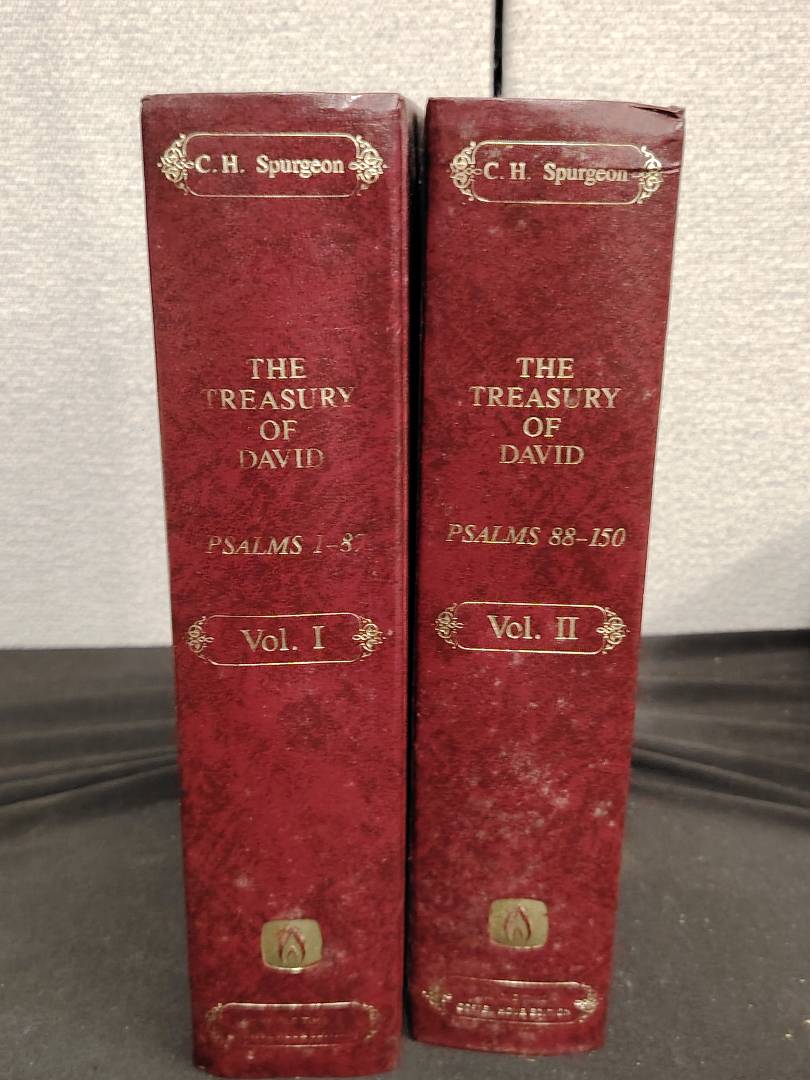 C. H. Spurgeon
THE
TREASURY
OF
DAVID
PSALMS 1-87
Vol. I
C. H. Spurgeon
THE
TREASURY
OF
DAVID
PSALMS 88-150
Vol. II
EDITION